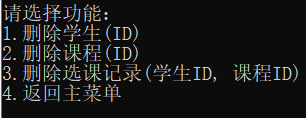 请选择功能:
1.删除学生(ID)
2.删除课程(ID)
3.删除选课记录(学生ID, 课程ID)
4.返回主菜单